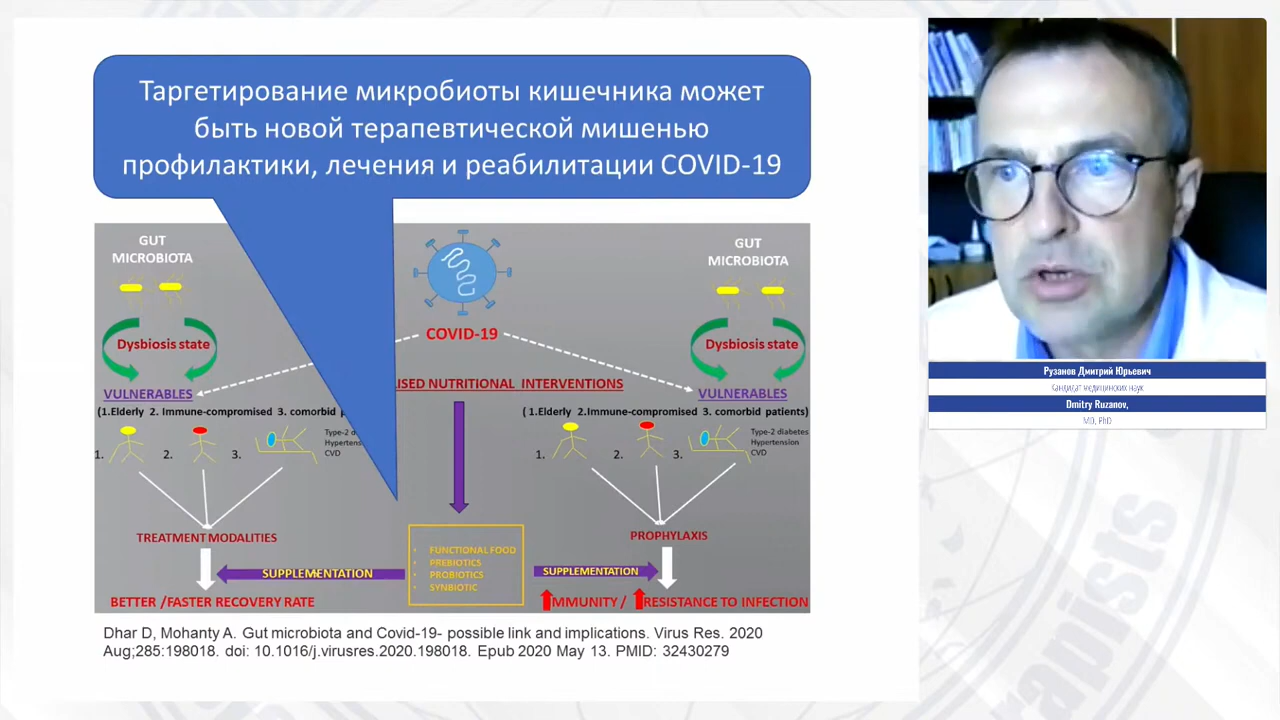 Таргетирование микробиоты кишечника может
быть новой терапевтической мишенью
профилактики, лечения и реабилитации COVID-19
GUT
MICROBIOTA
Dysbiosis state
VULNERABLES
(1.Elderly 2. Immune-compromised 3. comorbid
1.
2.
3.
Type-2
CVD
TREATMENT MODALITIES
BETTER /FASTER RECOVERY RATE
COVID-19
NUTRITIONAL INTERVENTIONS
FUNCTIONAL FOOD
PREBIOTICS
PROBIOTICS
SYNBIOTIC
SUPPLEMENTATION
SUPPLEMENTATION
GUT
MICROBIOTA
Dysbiosis state
VULNERABLES
( 1.Elderly 2.Immune-compromised 3. comorbid patients)
1.
2.
3.
Type-2 diabetes
Hypertension
CVD
PROPHYLAXIS
MMUNITY / RESISTANCE TO INFECTION
Dhar D, Mohanty A. Gut microbiota and Covid-19- possible link and implications. Virus Res. 2020
Aug;285:198018. doi: 10.1016/j.virusres.2020.198018. Epub 2020 May 13. PMID: 32430279
Рузанов Дмитрий Юрьевич
Кандидат медицинских наук
Dmitry Ruzanov,
MD, PhD
rapists